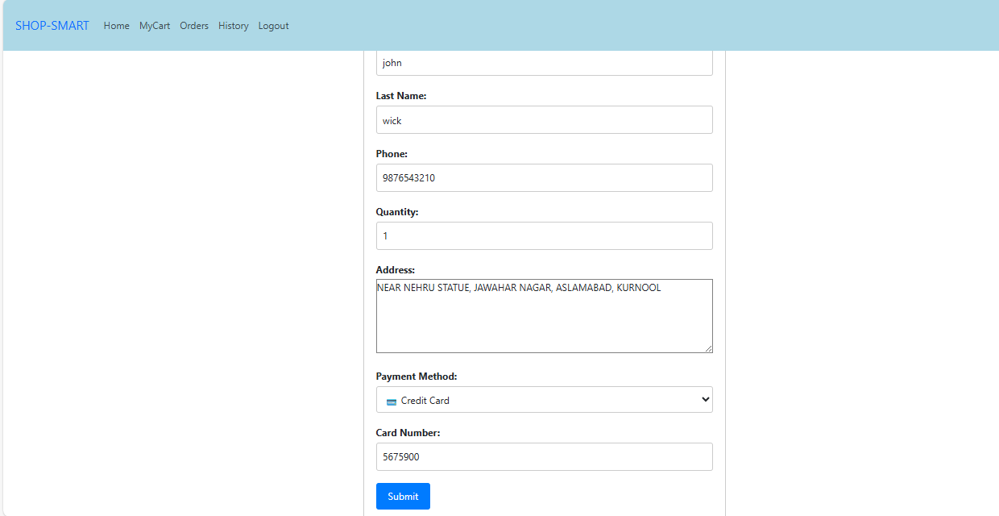 SHOP-SMART Home MyCart Orders History Logout
john
Last Name:
wick
Phone:
9876543210
Quantity:
1
Address:
NEAR NEHRU STATUE, JAWAHAR NAGAR, ASLAMABAD, KURNOOL
Payment Method:
Credit Card
Card Number:
5675900
Submit